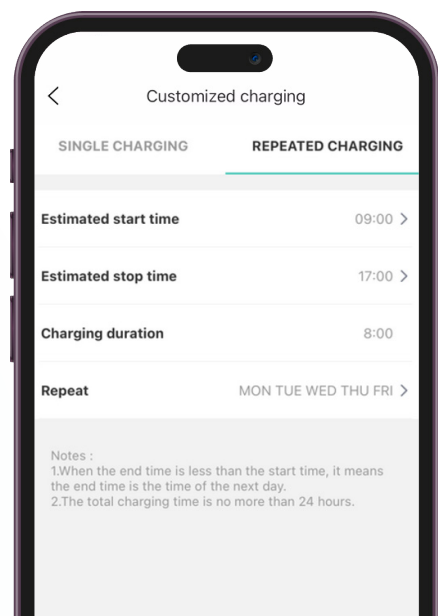 Customized charging
SINGLE CHARGING
REPEATED CHARGING
Estimated start time 09:00
Estimated stop time 17:00
Charging duration 8:00
Repeat MON TUE WED THU FRI
Notes :
1.When the end time is less than the start time, it means
the end time is the time of the next day.
2.The total charging time is no more than 24 hours.